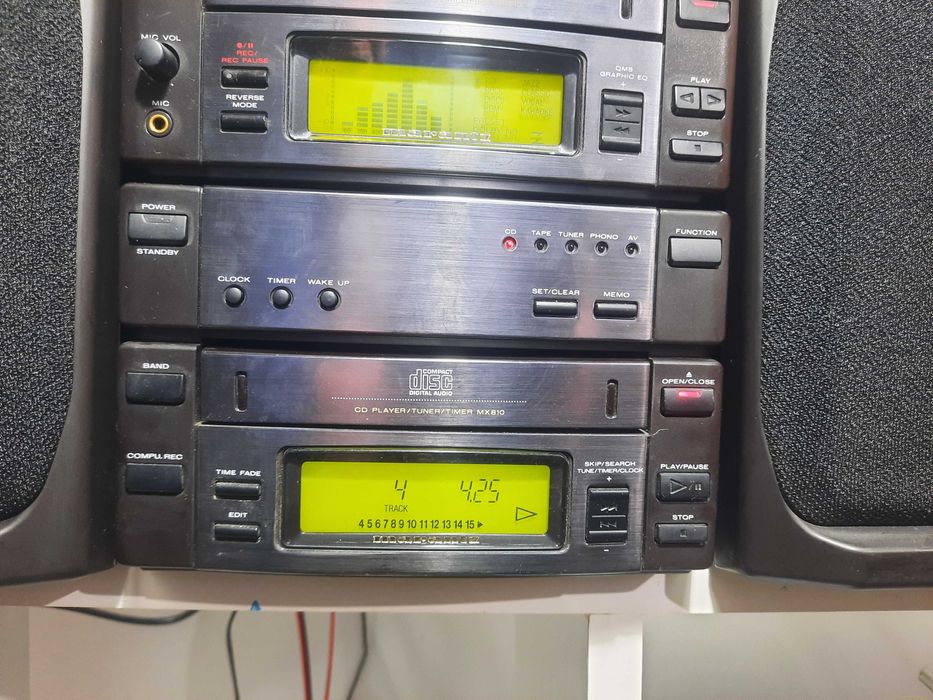 MIC VOL
●/II
REC/
REC PAUSE
QMS
GRAPHIC EQ
+
PLAY
REVERSE
MODE
MIC
STOP
-
marantz
POWER
STANDBY
CD TAPE TUNER PHONO AV
FUNCTION
CLOCK TIMER WAKE UP
SET/CLEAR MEMO
BAND
COMPACT
disc
DIGITAL AUDIO
OPEN/CLOSE
CD PLAYER/TUNER/TIMER MX810
COMPU.REC
TIME FADE
SKIP/SEARCH
TUNE/TIMER/CLOCK
+
PLAY/PAUSE
4 4.25
TRACK
4 5 6 7 8 9 10 11 12 13 14 15
EDIT
STOP
-
marantz